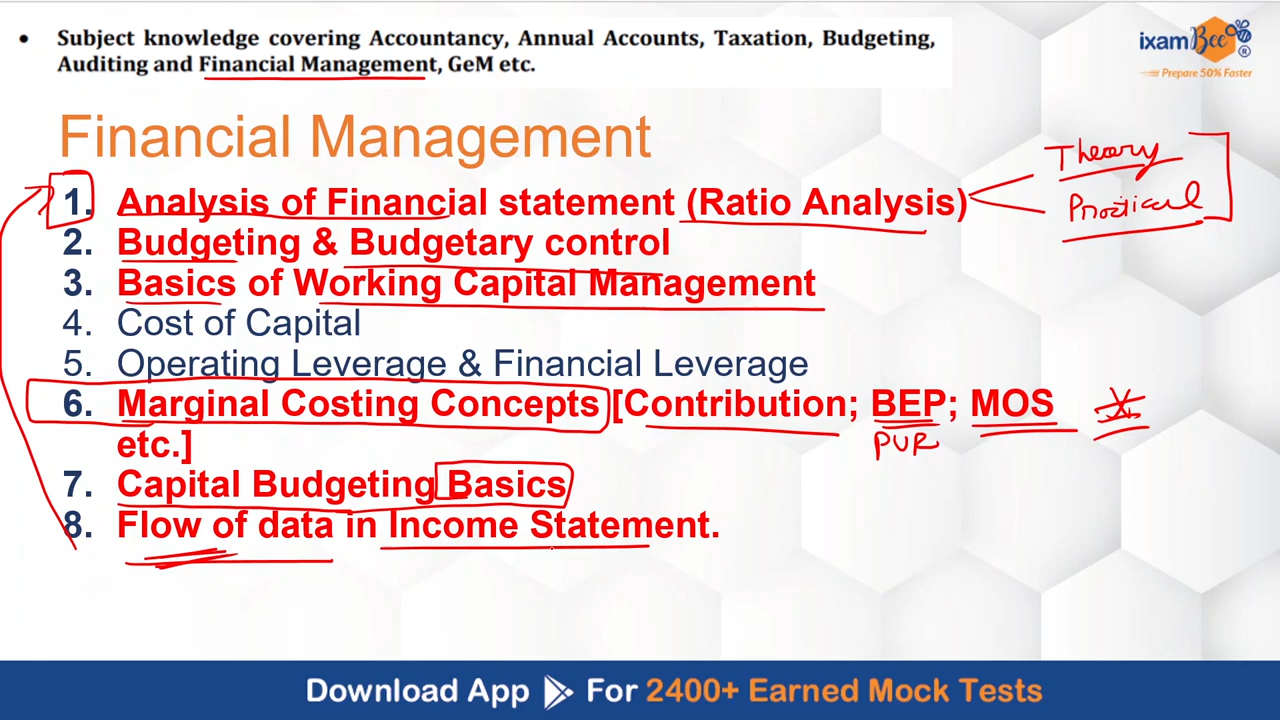 • Subject knowledge covering Accountancy, Annual Accounts, Taxation, Budgeting,
Auditing and Financial Management, GeM etc.
ixamBee®
Prepare 50% Faster
Financial Management
Theory
Practical
1. Analysis of Financial statement (Ratio Analysis)
2. Budgeting & Budgetary control
3. Basics of Working Capital Management
4. Cost of Capital
5. Operating Leverage & Financial Leverage
6. Marginal Costing Concepts [Contribution; BEP; MOS
etc.]
PVR
7. Capital Budgeting Basics
8. Flow of data in Income Statement.
Download App For 2400+ Earned Mock Tests